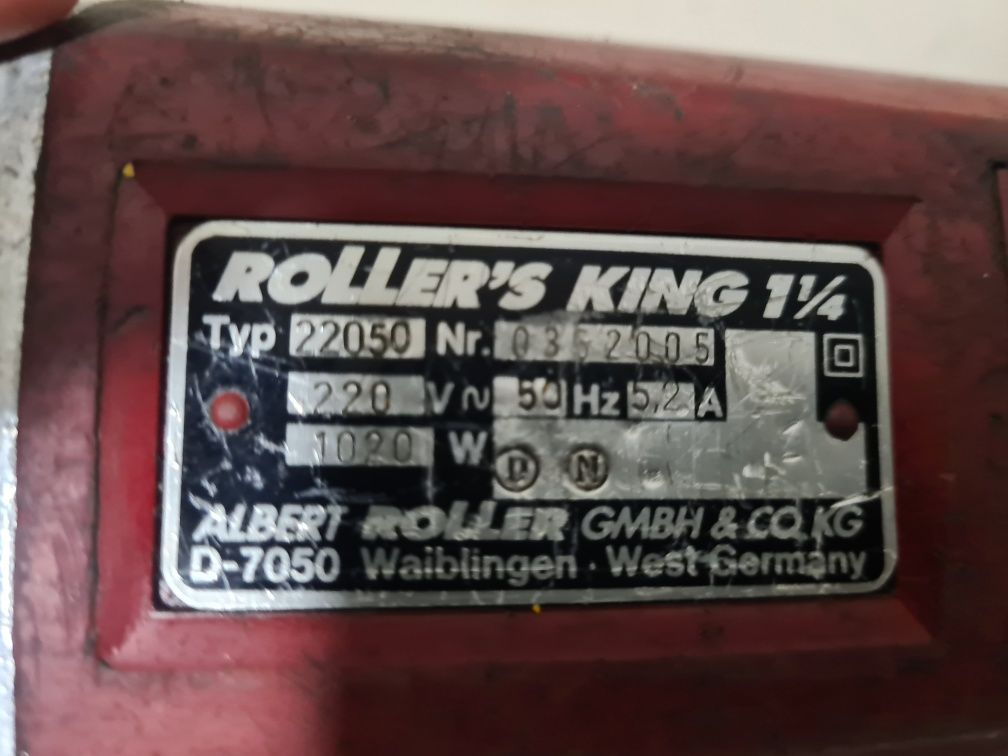 ROLLER'S KING 1¼
Typ 22050 Nr. 0362005
220 V ~ 50 Hz 5,2 A
1020 W D N
ALBERT ROLLER GMBH & CO. KG
D-7050 Waiblingen · West-Germany